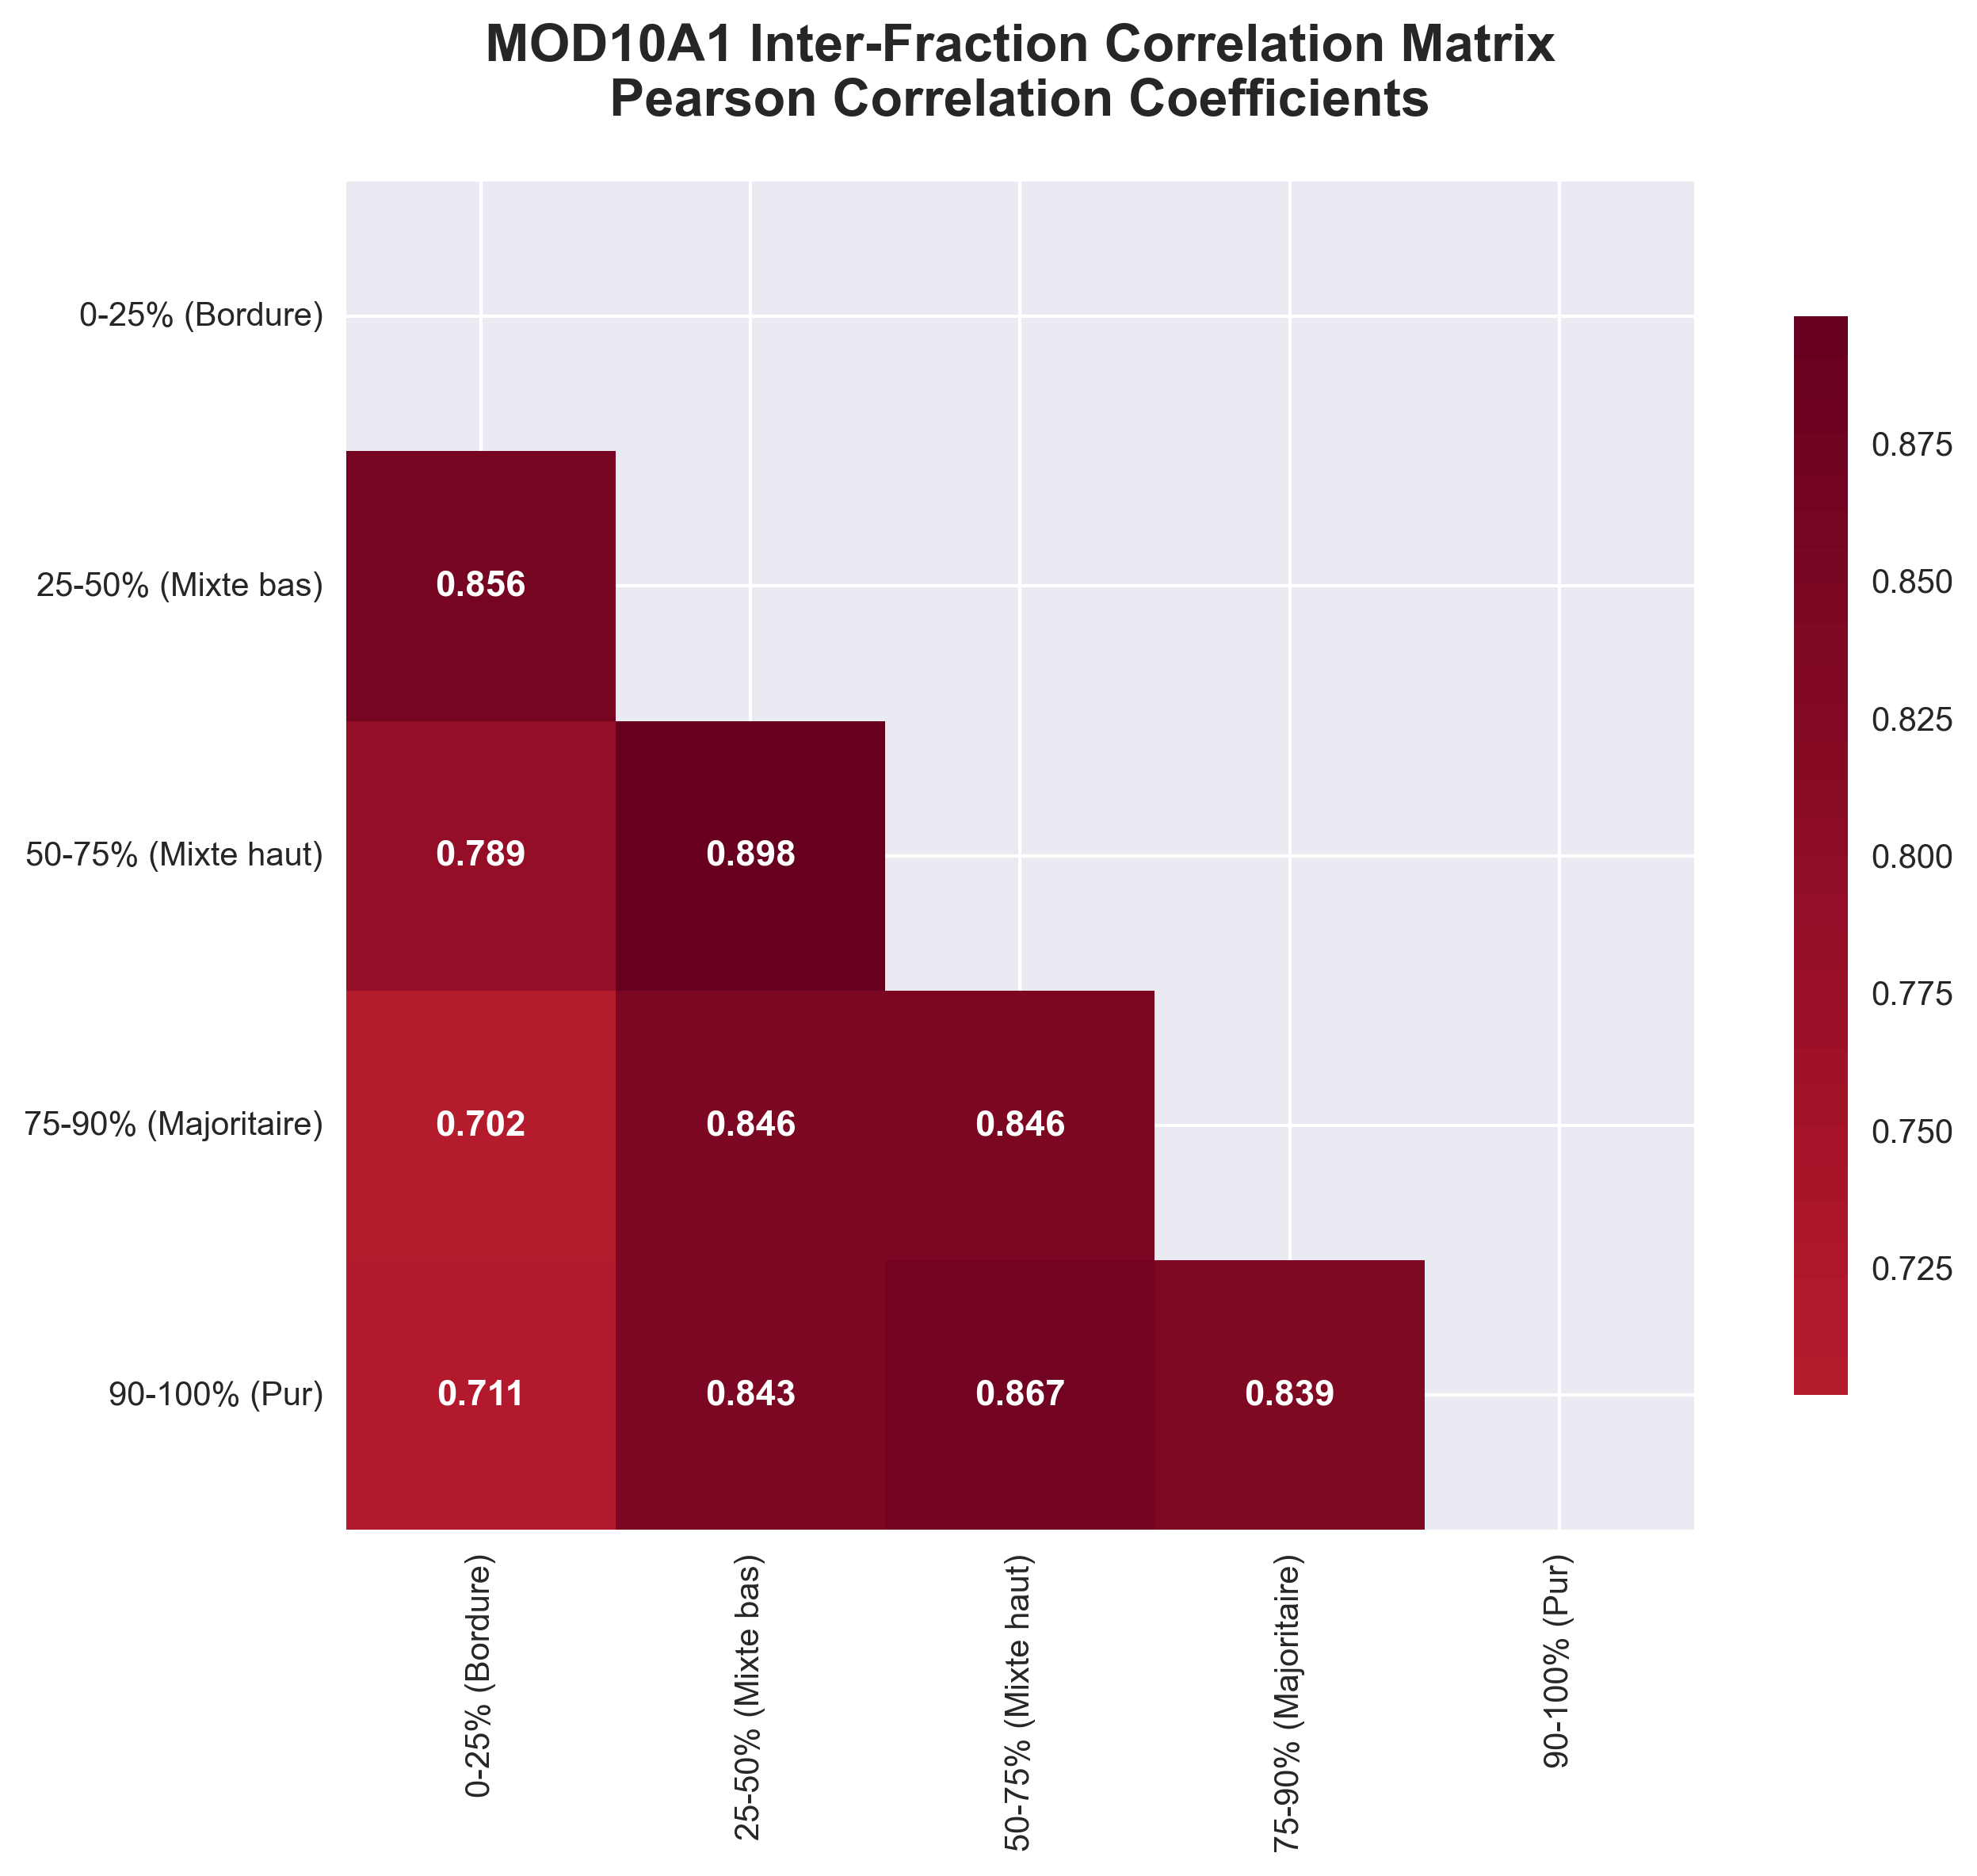 MOD10A1 Inter-Fraction Correlation Matrix
Pearson Correlation Coefficients
0-25% (Bordure)
25-50% (Mixte bas)
0.856
50-75% (Mixte haut)
0.789 0.898
75-90% (Majoritaire)
0.702 0.846 0.846
90-100% (Pur)
0.711 0.843 0.867 0.839
0-25% (Bordure)
25-50% (Mixte bas)
50-75% (Mixte haut)
75-90% (Majoritaire)
90-100% (Pur)
0.875
0.850
0.825
0.800
0.775
0.750
0.725